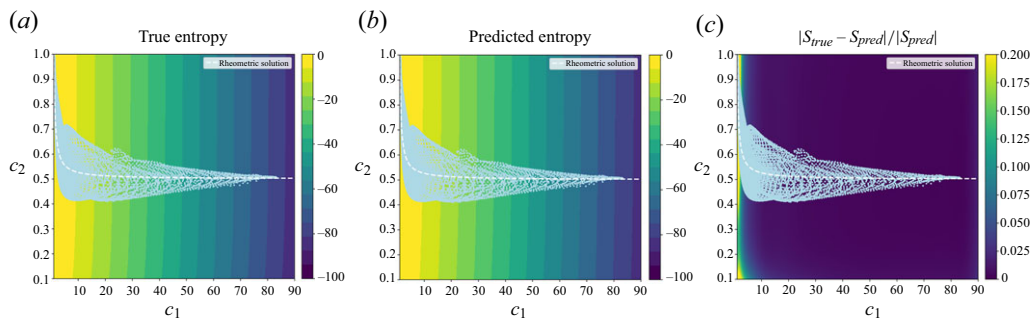 (a)
True entropy
Rheometric solution
1.0
0.9
0.8
0.7
0.6
0.5
0.4
0.3
0.2
0.1
c2
10 20 30 40 50 60 70 80 90
c1
0
−20
−40
−60
−80
−100
(b)
Predicted entropy
Rheometric solution
1.0
0.9
0.8
0.7
0.6
0.5
0.4
0.3
0.2
0.1
c2
10 20 30 40 50 60 70 80 90
c1
0
−20
−40
−60
−80
−100
(c)
|Strue − Spred|/|Spred|
Rheometric solution
1.0
0.9
0.8
0.7
0.6
0.5
0.4
0.3
0.2
0.1
c2
10 20 30 40 50 60 70 80 90
c1
0.200
0.175
0.150
0.125
0.100
0.075
0.050
0.025
0